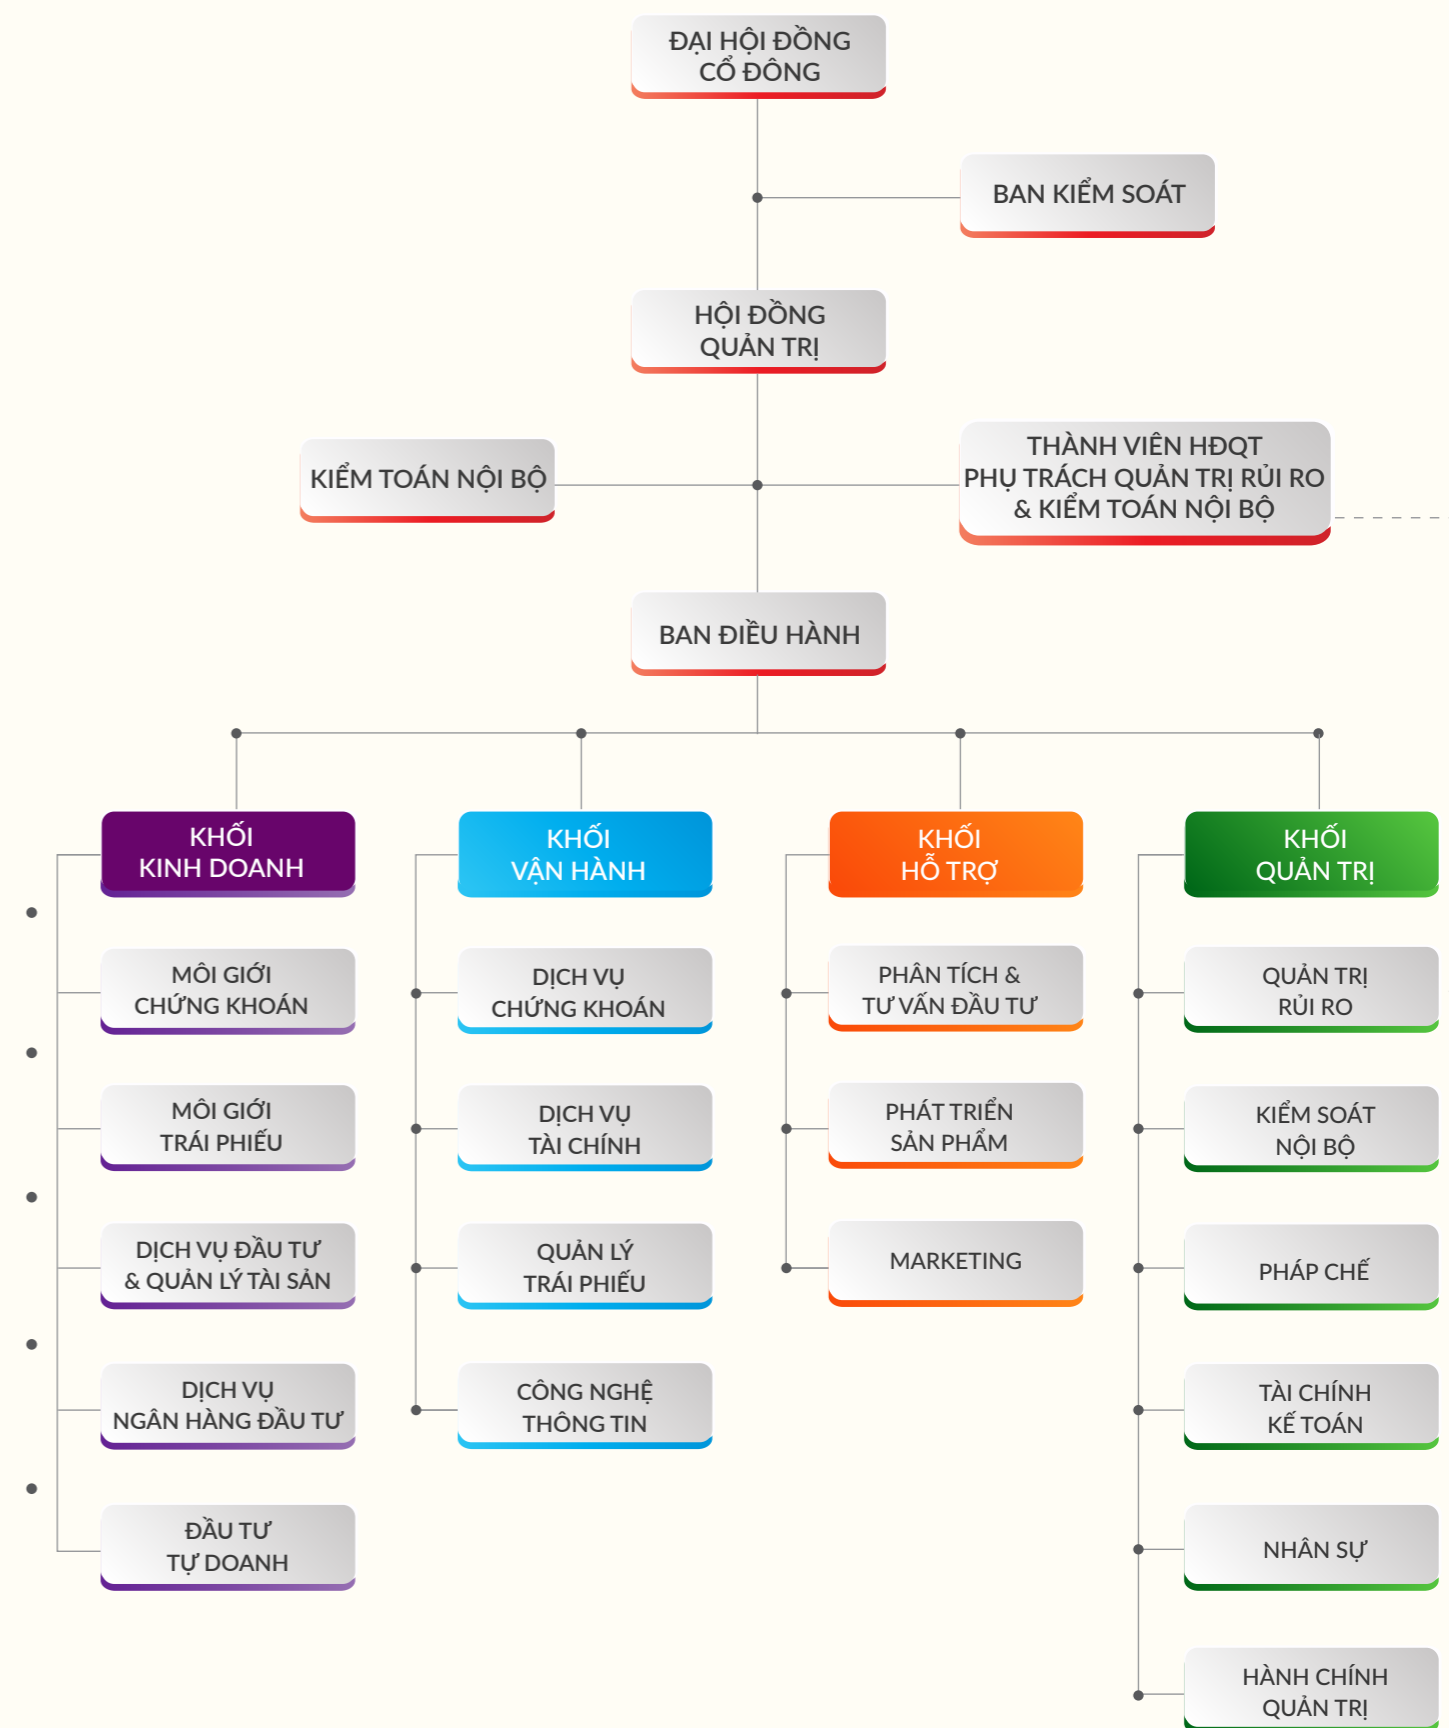 ĐẠI HỘI ĐỒNG
CỔ ĐÔNG
BAN KIỂM SOÁT
HỘI ĐỒNG
QUẢN TRỊ
KIỂM TOÁN NỘI BỘ
THÀNH VIÊN HĐQT
PHỤ TRÁCH QUẢN TRỊ RỦI RO
& KIỂM TOÁN NỘI BỘ
BAN ĐIỀU HÀNH
KHỐI
KINH DOANH
MÔI GIỚI
CHỨNG KHOÁN
MÔI GIỚI
TRÁI PHIẾU
DỊCH VỤ ĐẦU TƯ
& QUẢN LÝ TÀI SẢN
DỊCH VỤ
NGÂN HÀNG ĐẦU TƯ
ĐẦU TƯ
TỰ DOANH
KHỐI
VẬN HÀNH
DỊCH VỤ
CHỨNG KHOÁN
DỊCH VỤ
TÀI CHÍNH
QUẢN LÝ
TRÁI PHIẾU
CÔNG NGHỆ
THÔNG TIN
KHỐI
HỖ TRỢ
PHÂN TÍCH &
TƯ VẤN ĐẦU TƯ
PHÁT TRIỂN
SẢN PHẨM
MARKETING
KHỐI
QUẢN TRỊ
QUẢN TRỊ
RỦI RO
KIỂM SOÁT
NỘI BỘ
PHÁP CHẾ
TÀI CHÍNH
KẾ TOÁN
NHÂN SỰ
HÀNH CHÍNH
QUẢN TRỊ